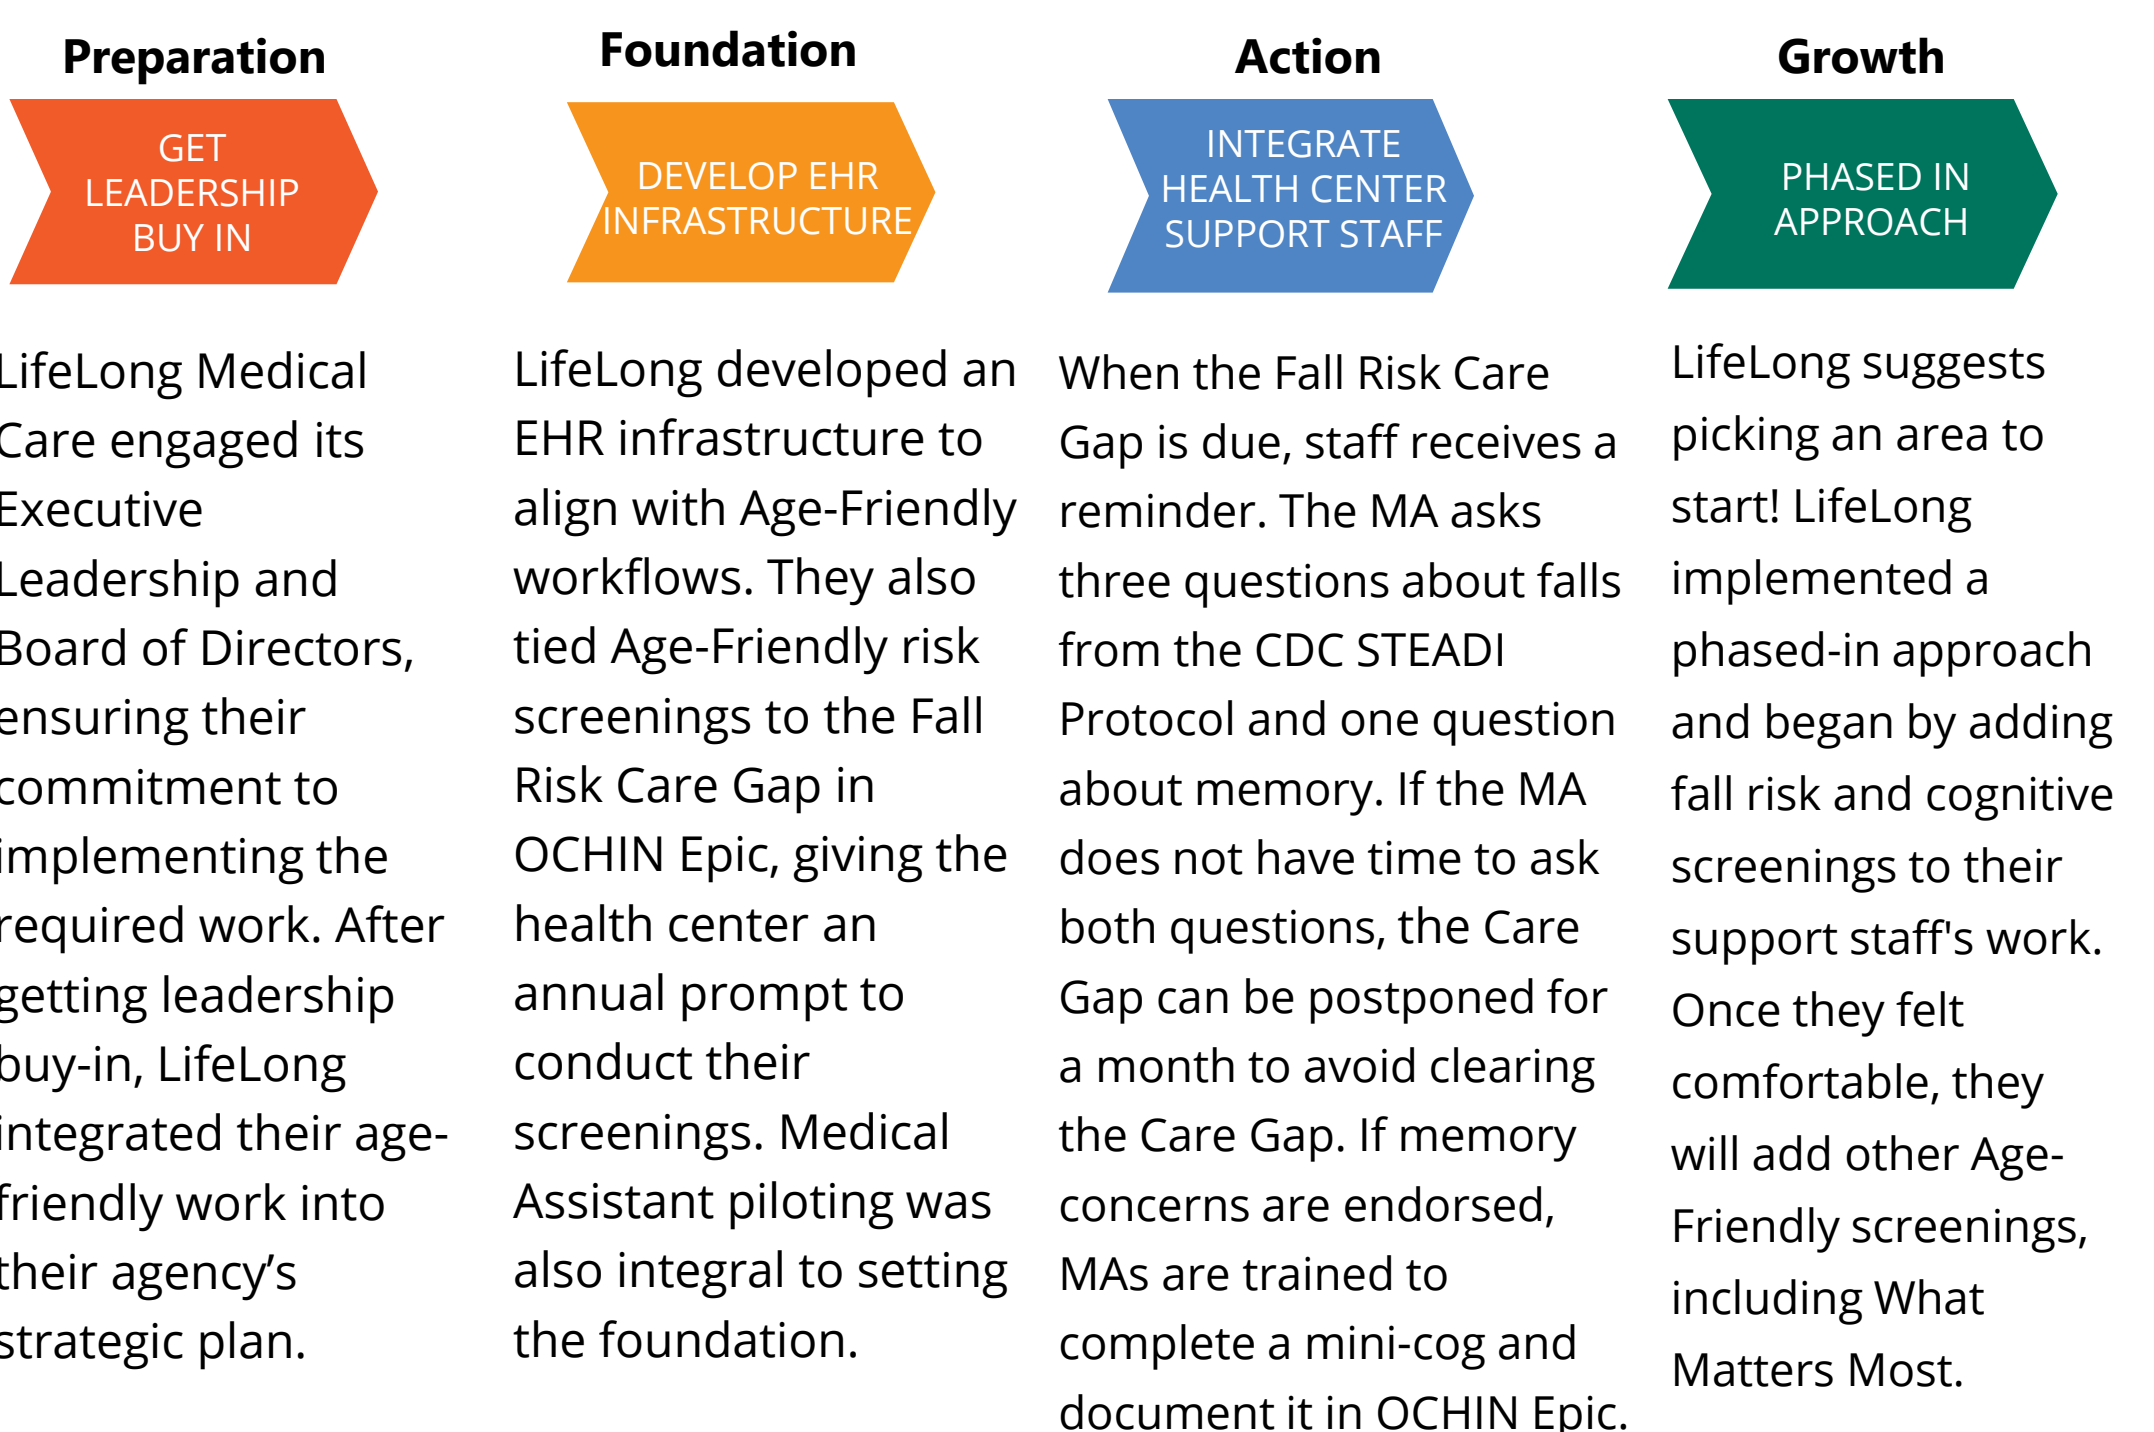 Preparation
GET
LEADERSHIP
BUY IN
LifeLong Medical
Care engaged its
Executive
Leadership and
Board of Directors,
ensuring their
commitment to
implementing the
required work. After
getting leadership
buy-in, LifeLong
integrated their age-
friendly work into
their agency’s
strategic plan.
Foundation
DEVELOP EHR
INFRASTRUCTURE
LifeLong developed an
EHR infrastructure to
align with Age-Friendly
workflows. They also
tied Age-Friendly risk
screenings to the Fall
Risk Care Gap in
OCHIN Epic, giving the
health center an
annual prompt to
conduct their
screenings. Medical
Assistant piloting was
also integral to setting
the foundation.
Action
INTEGRATE
HEALTH CENTER
SUPPORT STAFF
When the Fall Risk Care
Gap is due, staff receives a
reminder. The MA asks
three questions about falls
from the CDC STEADI
Protocol and one question
about memory. If the MA
does not have time to ask
both questions, the Care
Gap can be postponed for
a month to avoid clearing
the Care Gap. If memory
concerns are endorsed,
MAs are trained to
complete a mini-cog and
document it in OCHIN Epic.
Growth
PHASED IN
APPROACH
LifeLong suggests
picking an area to
start! LifeLong
implemented a
phased-in approach
and began by adding
fall risk and cognitive
screenings to their
support staff's work.
Once they felt
comfortable, they
will add other Age-
Friendly screenings,
including What
Matters Most.